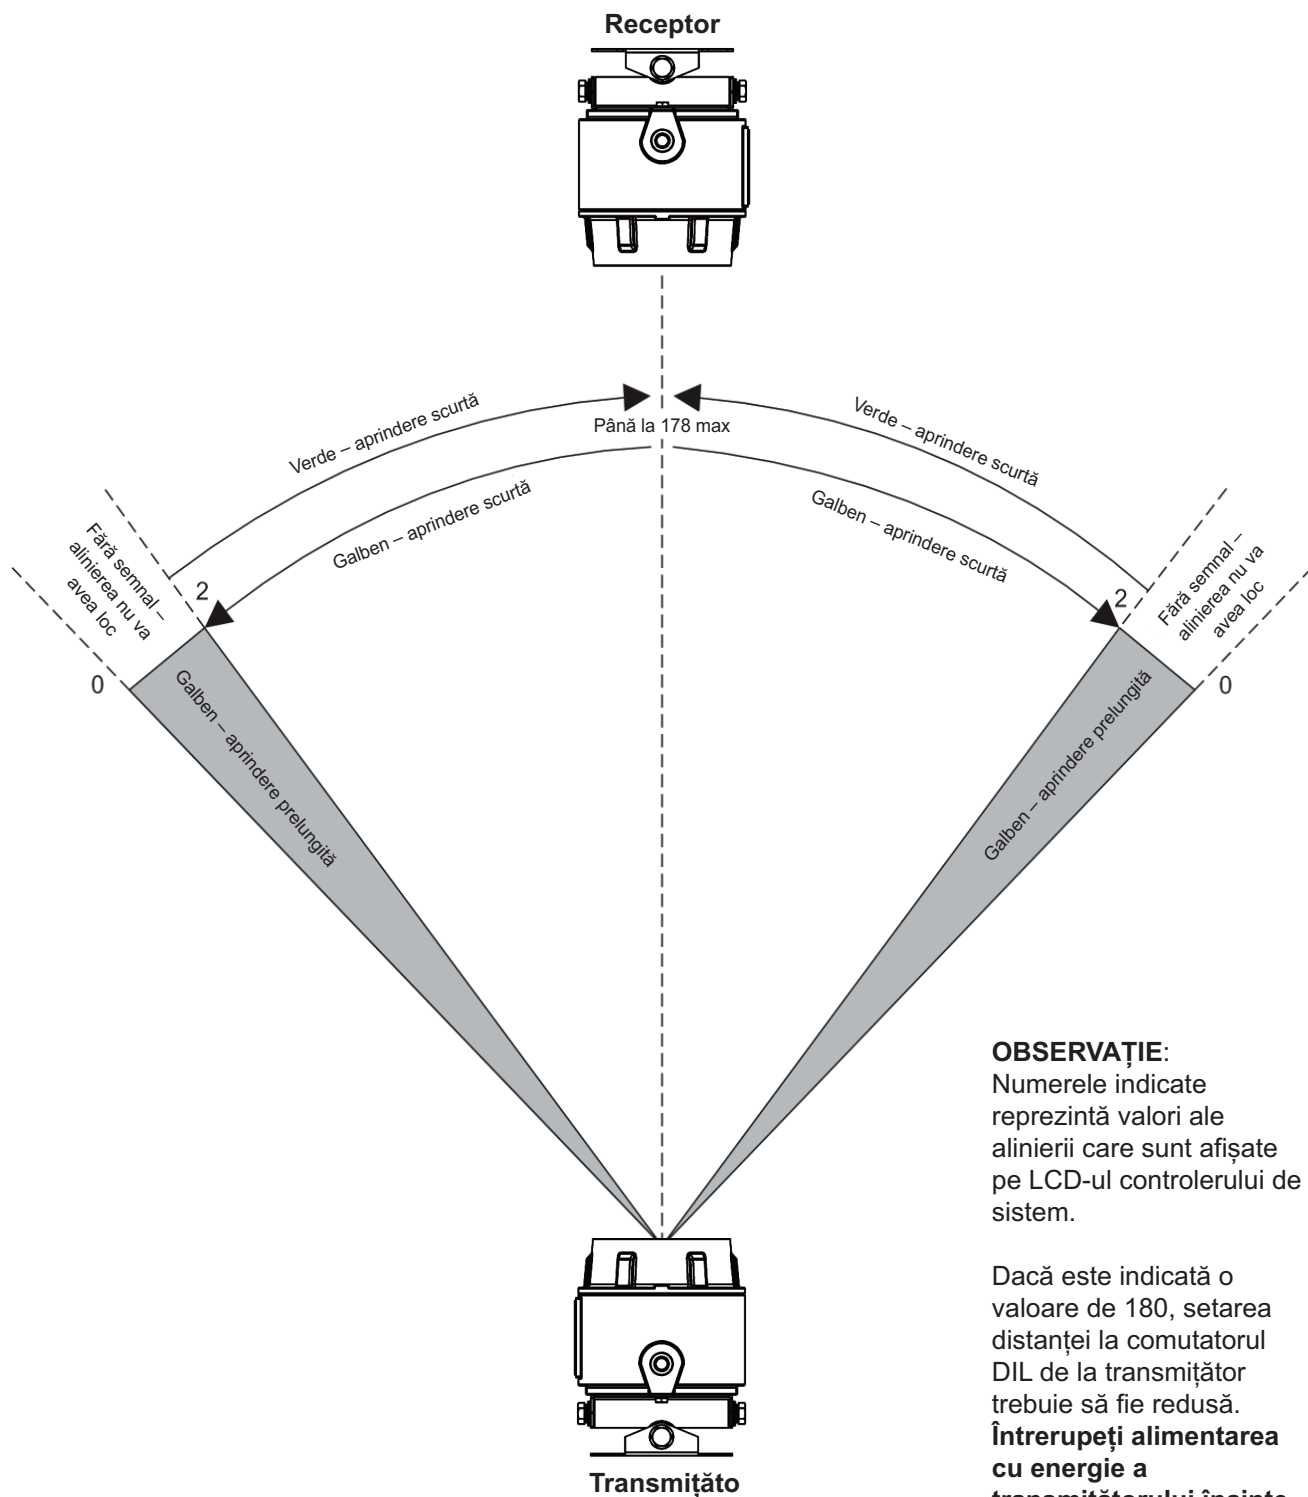 Receptor
Verde – aprindere scurtă
Verde – aprindere scurtă
Până la 178 max
Galben – aprindere scurtă
Galben – aprindere scurtă
Fără semnal –
alinierea nu va
avea loc
2
0
Galben – aprindere prelungită
2
Fără semnal –
alinierea nu va
avea loc
0
Galben – aprindere prelungită
OBSERVAȚIE:
Numerele indicate
reprezintă valori ale
alinierii care sunt afișate
pe LCD-ul controlerului de
sistem.
Dacă este indicată o
valoare de 180, setarea
distanței la comutatorul
DIL de la transmițător
trebuie să fie redusă.
Întrerupeți alimentarea
cu energie a
transmițătorului înainte
Transmițăto